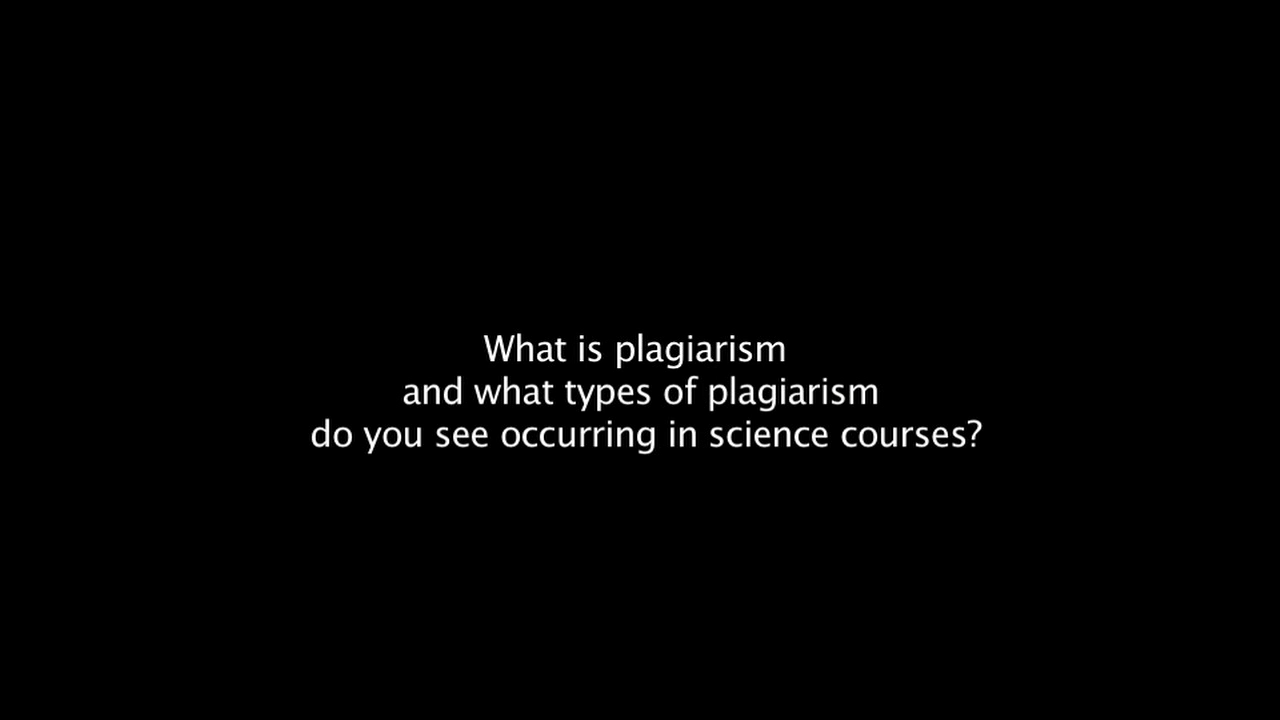 What is plagiarism
and what types of plagiarism
do you see occurring in science courses?